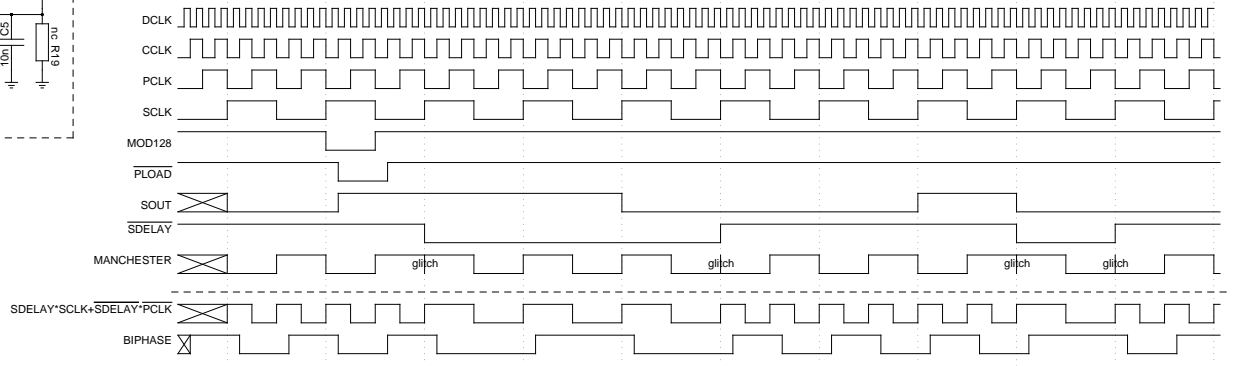 C5
10n
nc R19
DCLK
CCLK
PCLK
SCLK
MOD128
PLOAD
SOUT
SDELAY
MANCHESTER
glitch
glitch
glitch
glitch
SDELAY*SCLK+SDELAY*PCLK
BIPHASE